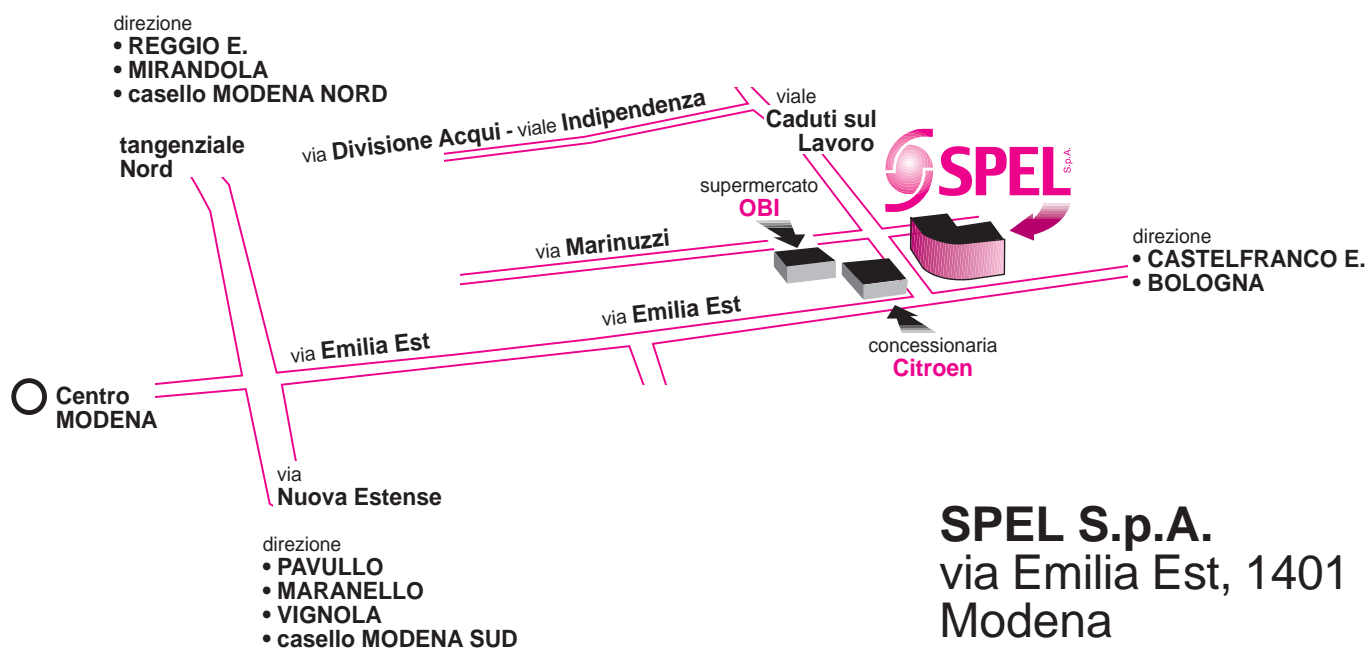 direzione
• REGGIO E.
• MIRANDOLA
• casello MODENA NORD
tangenziale
Nord
via Divisione Acqui - viale Indipendenza
viale
Caduti sul
Lavoro
SPEL S.p.A.
supermercato
OBI
via Marinuzzi
direzione
• CASTELFRANCO E.
• BOLOGNA
via Emilia Est
via Emilia Est
concessionaria
Citroen
Centro
MODENA
via
Nuova Estense
direzione
• PAVULLO
• MARANELLO
• VIGNOLA
• casello MODENA SUD
SPEL S.p.A.
via Emilia Est, 1401
Modena